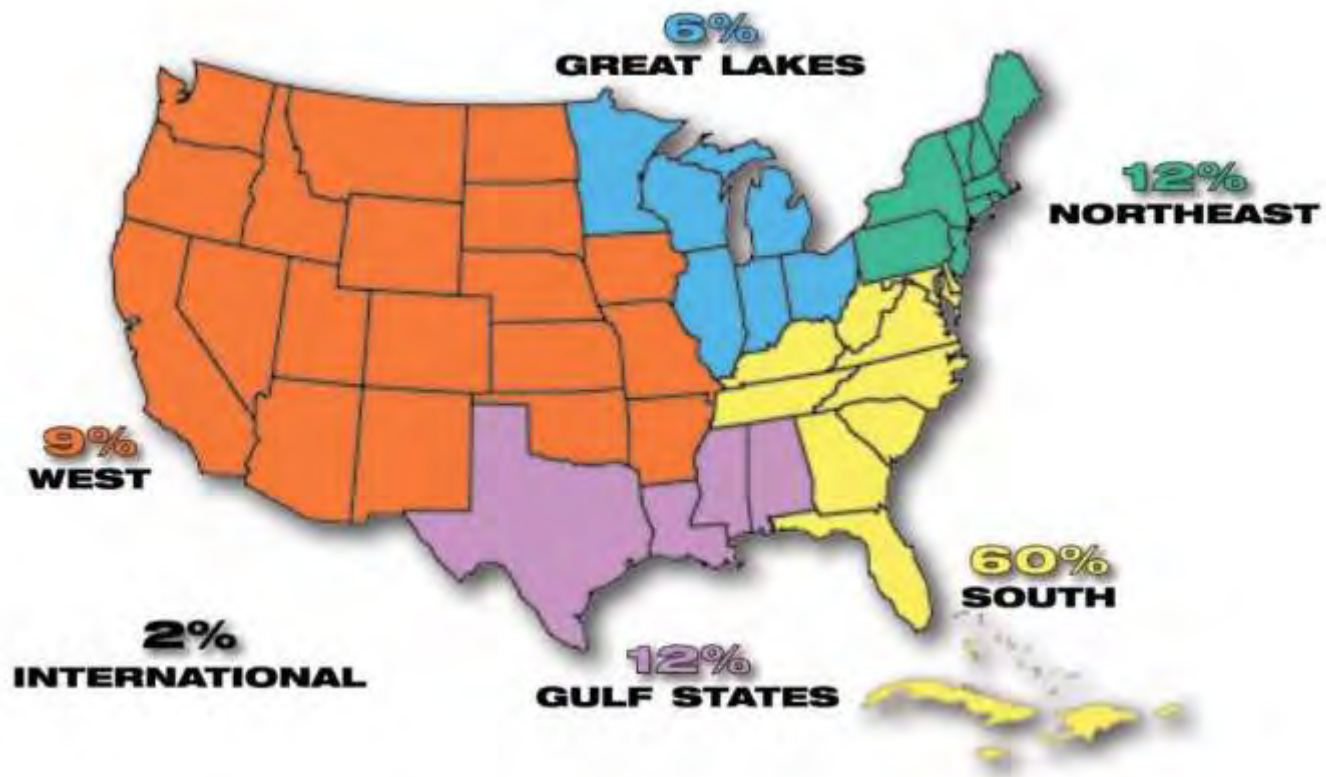 6%
GREAT LAKES
12%
NORTHEAST
9%
WEST
60%
SOUTH
2%
INTERNATIONAL
12%
GULF STATES